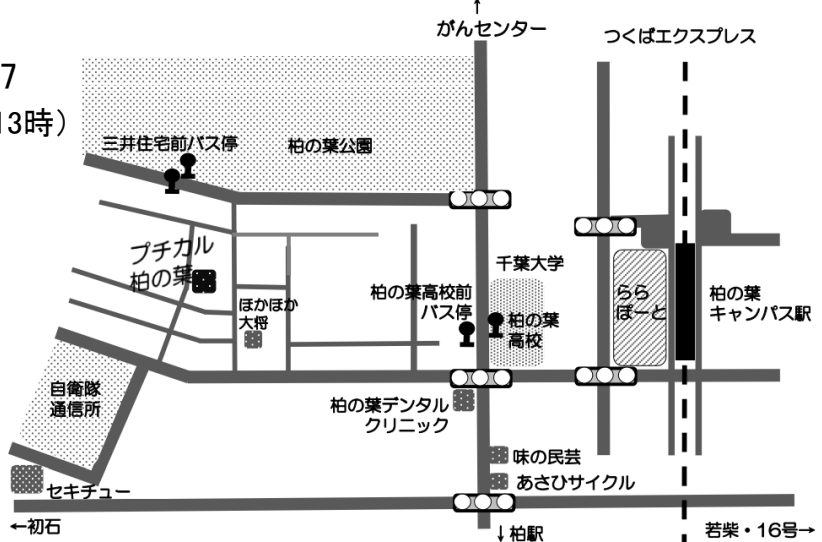 がんセンター
つくばエクスプレス
7
13時）
三井住宅前バス停
柏の葉公園
プチカル
柏の葉
千葉大学
柏の葉高校前
バス停
ほかほか
大将
柏の葉
高校
らら
ぽーと
柏の葉
キャンパス駅
自衛隊
通信所
柏の葉デンタル
クリニック
味の民芸
あさひサイクル
セキチュー
←初石
↓柏駅
若柴・16号→